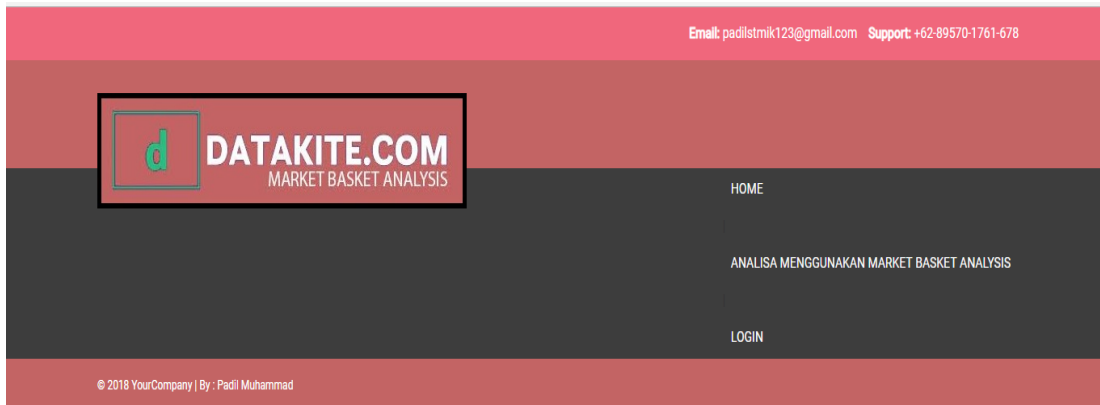 Email: padilstmik123@gmail.com Support: +62-89570-1761-678
d DATAKITE.COM
MARKET BASKET ANALYSIS
HOME
ANALISA MENGGUNAKAN MARKET BASKET ANALYSIS
LOGIN
© 2018 YourCompany | By : Padil Muhammad